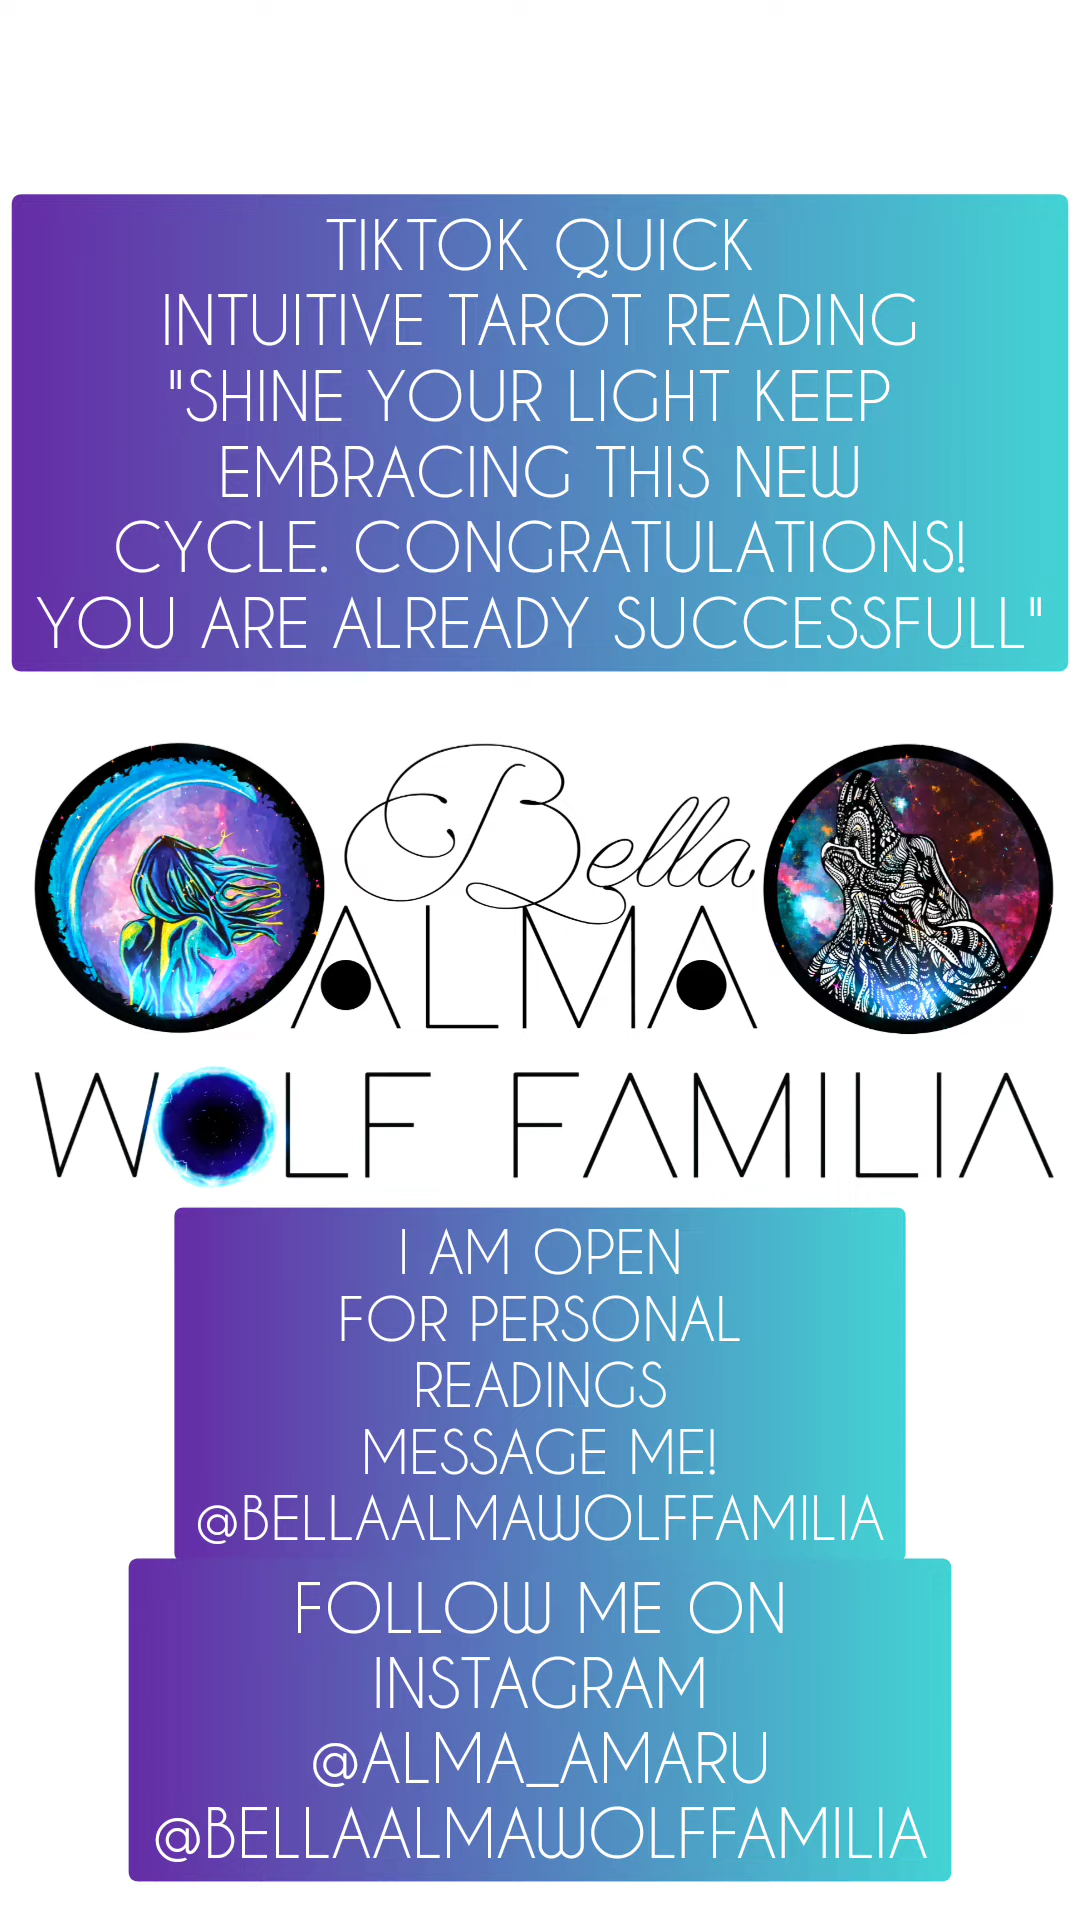 TIKTOK QUICK
INTUITIVE TAROT READING
"SHINE YOUR LIGHT KEEP
EMBRACING THIS NEW
CYCLE. CONGRATULATIONS!
YOU ARE ALREADY SUCCESSFULL"
Bella
ALMA
WOLF FAMILIA
I AM OPEN
FOR PERSONAL
READINGS
MESSAGE ME!
@BELLAALMAWOLFFAMILIA
FOLLOW ME ON
INSTAGRAM
@ALMA_AMARU
@BELLAALMAWOLFFAMILIA